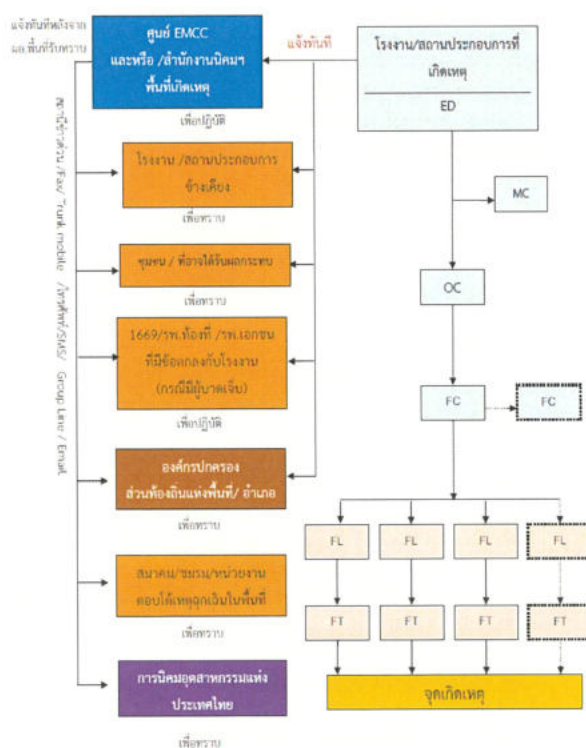 แจ้งทันทีหลังจาก
ผอ.พื้นที่รับทราบ
ศูนย์ EMCC
และหรือ /สำนักงานนิคมฯ
พื้นที่เกิดเหตุ
เพื่อปฏิบัติ
แจ้งทันที
โรงงาน/สถานประกอบการที่
เกิดเหตุ
ED
โรงงาน /สถานประกอบการ
ข้างเคียง
เพื่อทราบ
MC
ชุมชน / ที่อาจได้รับผลกระทบ
เพื่อทราบ
OC
1669/รพ.ท้องที่ /รพ.เอกชน
ที่มีข้อตกลงกับโรงงาน
(กรณีมีผู้บาดเจ็บ)
เพื่อปฏิบัติ
FC
FC
องค์กรปกครอง
ส่วนท้องถิ่นแห่งพื้นที่/ อำเภอ
เพื่อทราบ
FL
FL
FL
FL
สมาคม/ชมรม/หน่วยงาน
ตอบโต้เหตุฉุกเฉินในพื้นที่
เพื่อทราบ
FT
FT
FT
FT
การนิคมอุตสาหกรรมแห่ง
ประเทศไทย
เพื่อทราบ
จุดเกิดเหตุ
/Fax/ Trunk mobile /โทรศัพท์/SMS/ Group Line / Email